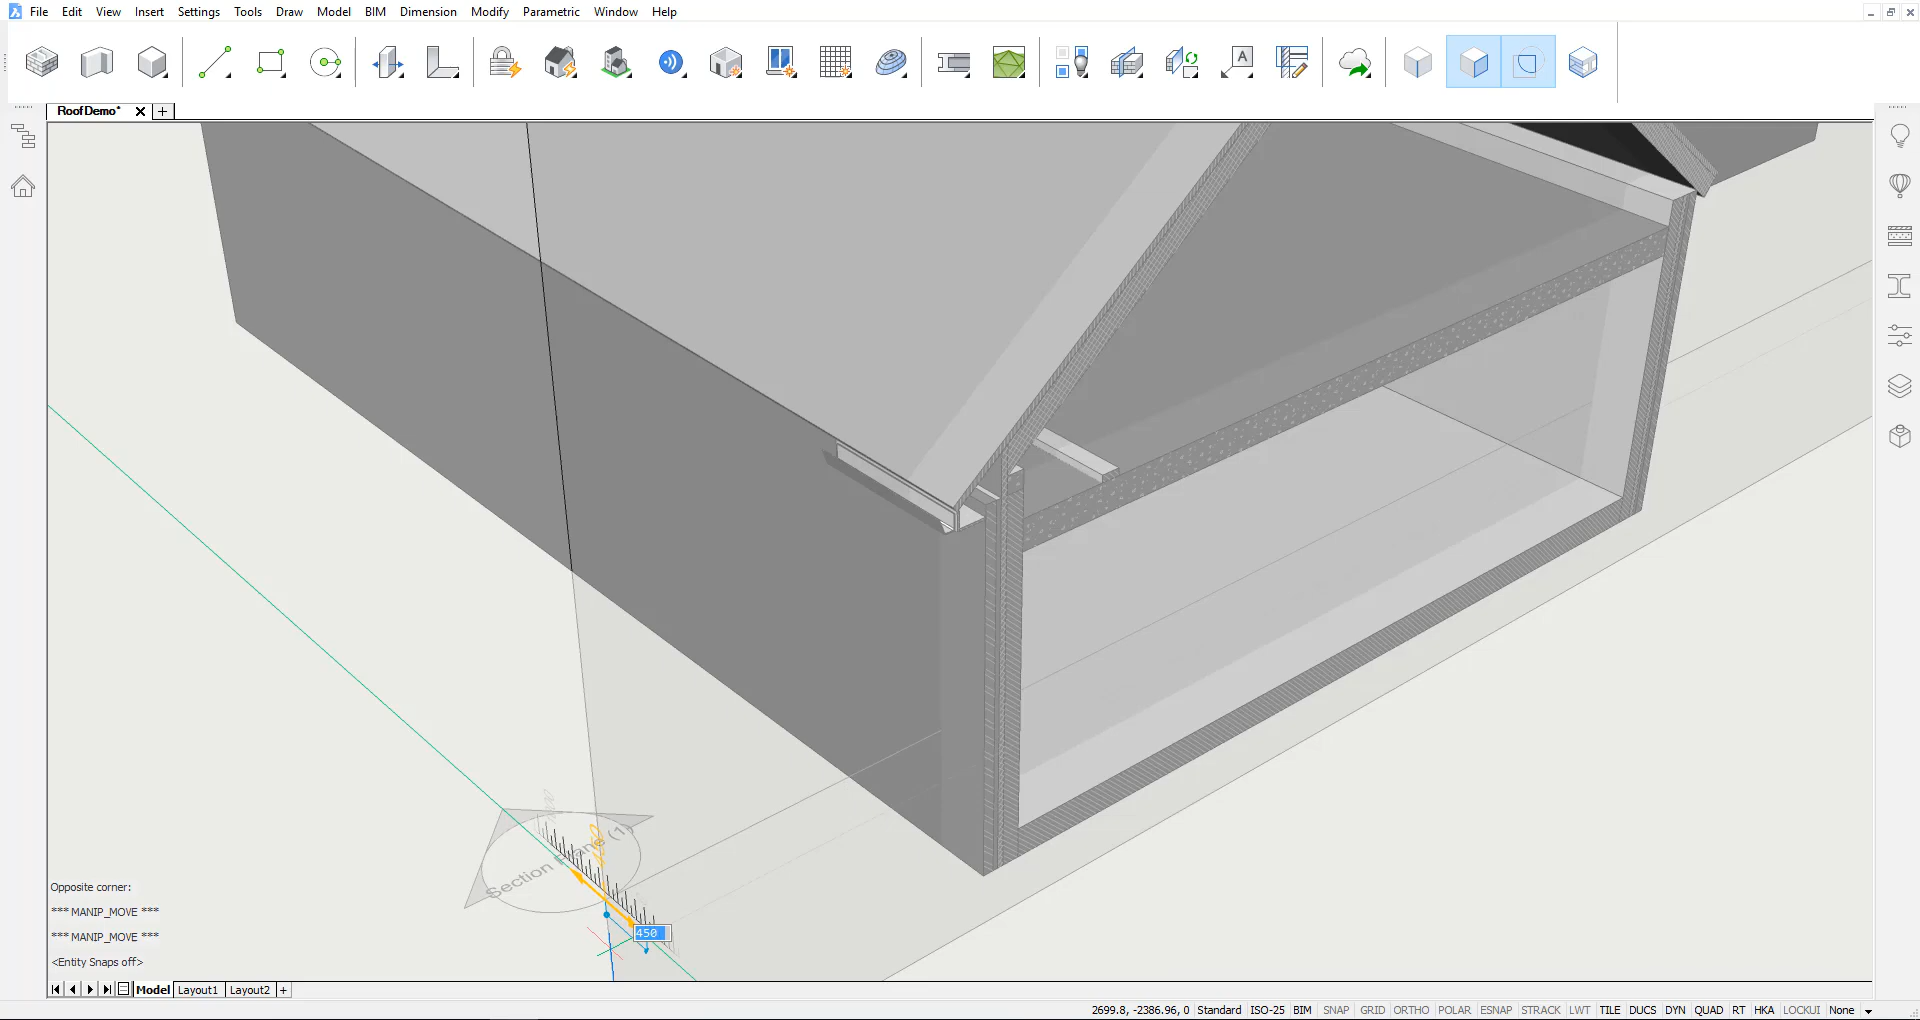 File Edit View Insert Settings Tools Draw Model BIM Dimension Modify Parametric Window Help
A
RoofDemo*
Section Plane (1)
450
Opposite corner:
*** MANIP_MOVE ***
*** MANIP_MOVE ***
<Entity Snaps off>
Model Layout1 Layout2 +
2699.8, -2386.96, 0 Standard ISO-25 BIM SNAP GRID ORTHO POLAR ESNAP STRACK LWT TILE DUCS DYN QUAD RT HKA LOCKUI None